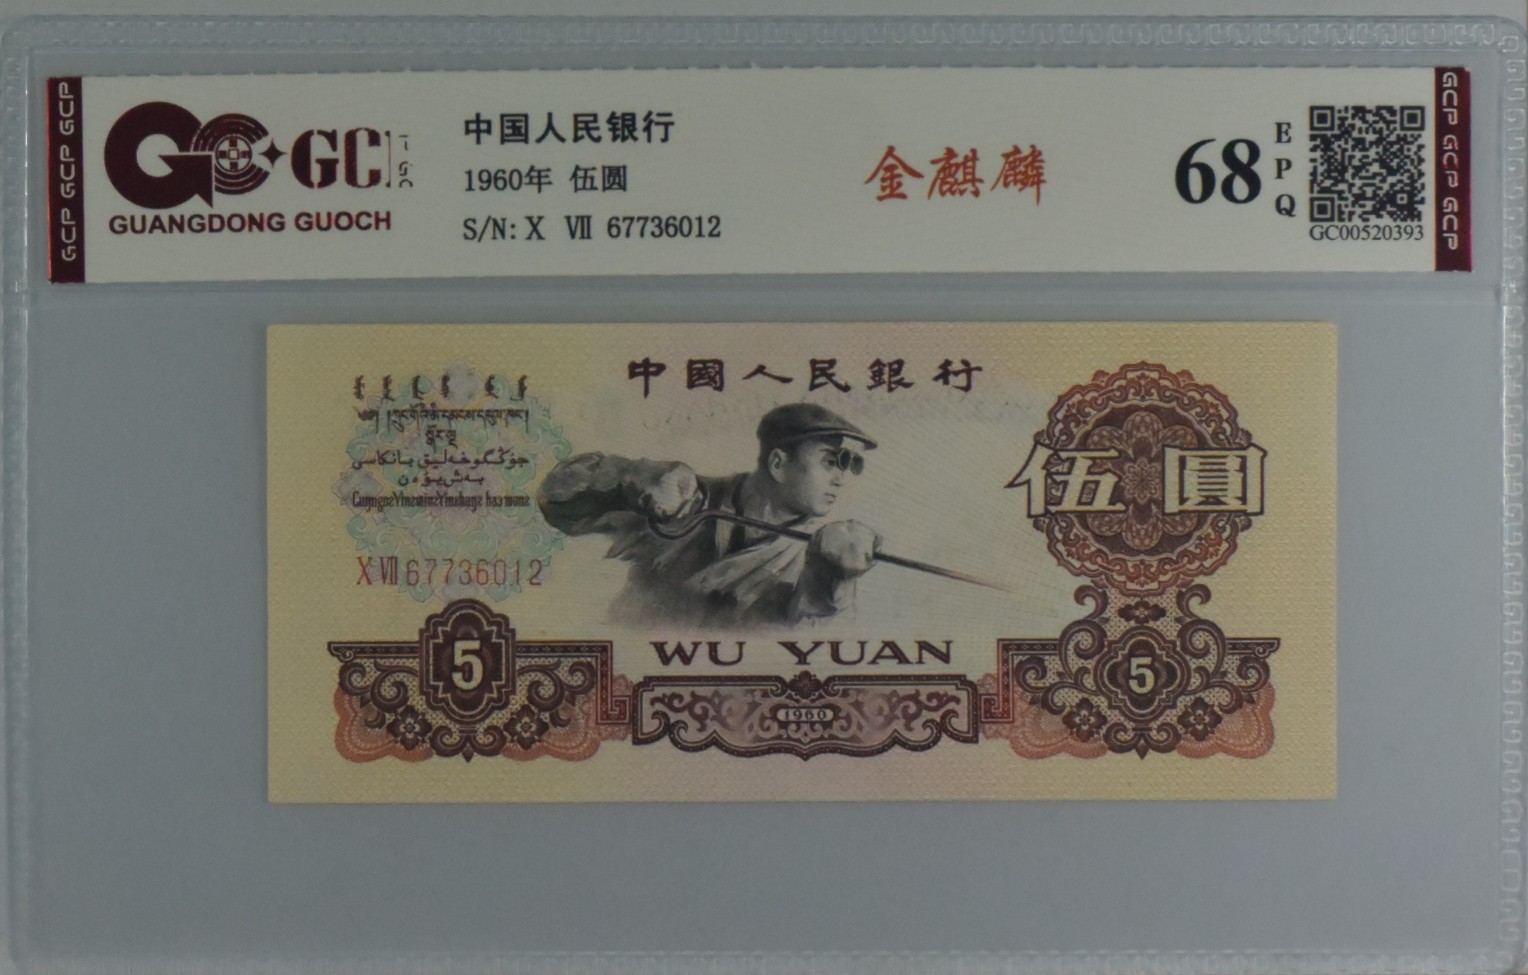 GCP GCP GCP
GC
GUANGDONG GUOCH
中国人民银行
1960年 伍圆
S/N: X Ⅶ 67736012
金麒麟
68
EPQ
GC00520393
GCP GCP GCP
中國人民銀行
伍圓
X Ⅶ 67736012
WU YUAN
5
1960
5